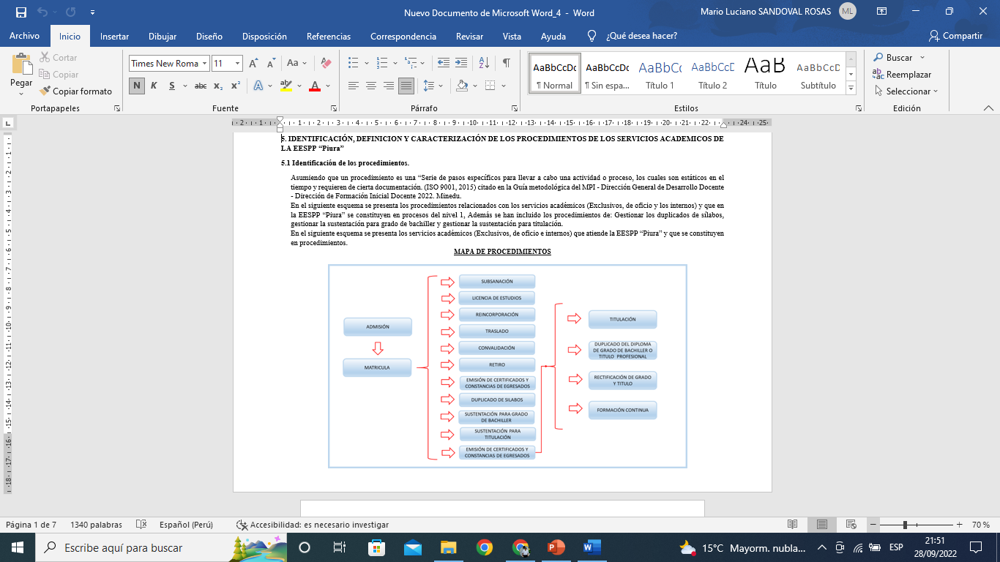 Nuevo Documento de Microsoft Word_4 - Word
Mario Luciano SANDOVAL ROSAS
ML
Archivo Inicio Insertar Dibujar Diseño Disposición Referencias Correspondencia Revisar Vista Ayuda ¿Qué desea hacer? Compartir
Pegar
Cortar
Copiar
Copiar formato
Portapapeles
Times New Roma 11
N K S abc x₂ x²
Fuente
Párrafo
AaBbCcDc AaBbCcDc AaBbCc AaBbCcD AaB AaBbCcD
¶ Normal ¶ Sin espa... Título 1 Título 2 Título Subtítulo
Estilos
Buscar
Reemplazar
Seleccionar
Edición
5. IDENTIFICACIÓN, DEFINICION Y CARACTERIZACIÓN DE LOS PROCEDIMIENTOS DE LOS SERVICIOS ACADEMICOS DE
LA EESPP “Piura”
5.1 Identificación de los procedimientos.
Asumiendo que un procedimiento es una “Serie de pasos específicos para llevar a cabo una actividad o proceso, los cuales son estáticos en el
tiempo y requieren de cierta documentación. (ISO 9001, 2015) citado en la Guía metodológica del MPI - Dirección General de Desarrollo Docente
- Dirección de Formación Inicial Docente 2022. Minedu.
En el siguiente esquema se presenta los procedimientos relacionados con los servicios académicos (Exclusivos, de oficio y los internos) y que en
la EESPP “Piura” se constituyen en procesos del nivel 1, Además se han incluido los procedimientos de: Gestionar los duplicados de sílabos,
gestionar la sustentación para grado de bachiller y gestionar la sustentación para titulación.
En el siguiente esquema se presenta los servicios académicos (Exclusivos, de oficio e internos) que atiende la EESPP “Piura” y que se constituyen
en procedimientos.
MAPA DE PROCEDIMIENTOS
ADMISIÓN
MATRICULA
SUBSANACIÓN
LICENCIA DE ESTUDIOS
REINCORPORACIÓN
TRASLADO
CONVALIDACIÓN
RETIRO
EMISIÓN DE CERTIFICADOS Y
CONSTANCIAS DE EGRESADOS
DUPLICADO DE SILABOS
SUSTENTACIÓN PARA GRADO
DE BACHILLER
SUSTENTACIÓN PARA
TITULACIÓN
EMISIÓN DE CERTIFICADOS Y
CONSTANCIAS DE EGRESADOS
TITULACIÓN
DUPLICADO DEL DIPLOMA
DE GRADO DE BACHILLER O
TITULO PROFESIONAL
RECTIFICACIÓN DE GRADO
Y TITULO
FORMACIÓN CONTINUA
Página 1 de 7 1340 palabras Español (Perú) Accesibilidad: es necesario investigar 70 %
Escribe aquí para buscar
15°C Mayorm. nubla... ESP
21:51
28/09/2022